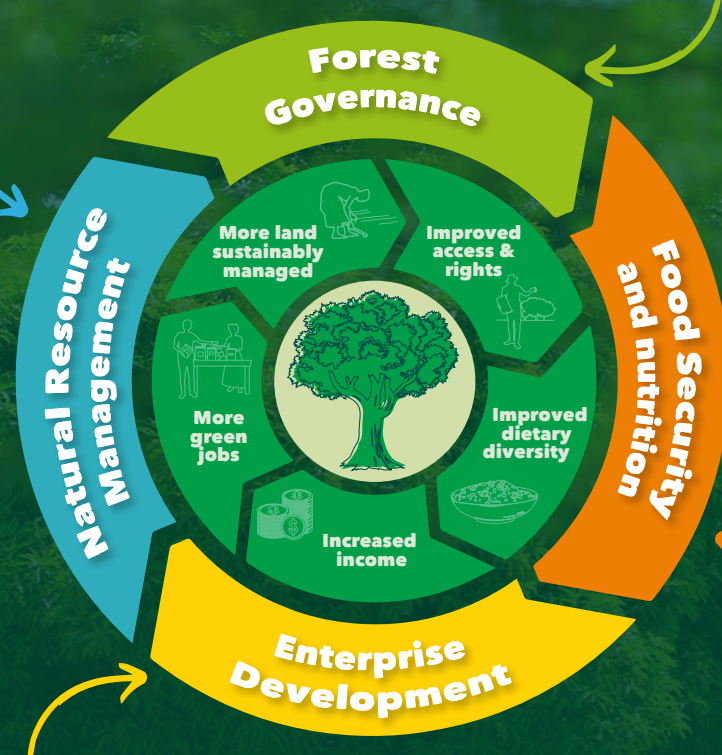 Forest
Governance
Food Security
and nutrition
Enterprise
Development
Natural Resource
Management
More land
sustainably
managed
Improved
access &
rights
Improved
dietary
diversity
Increased
income
More
green
jobs